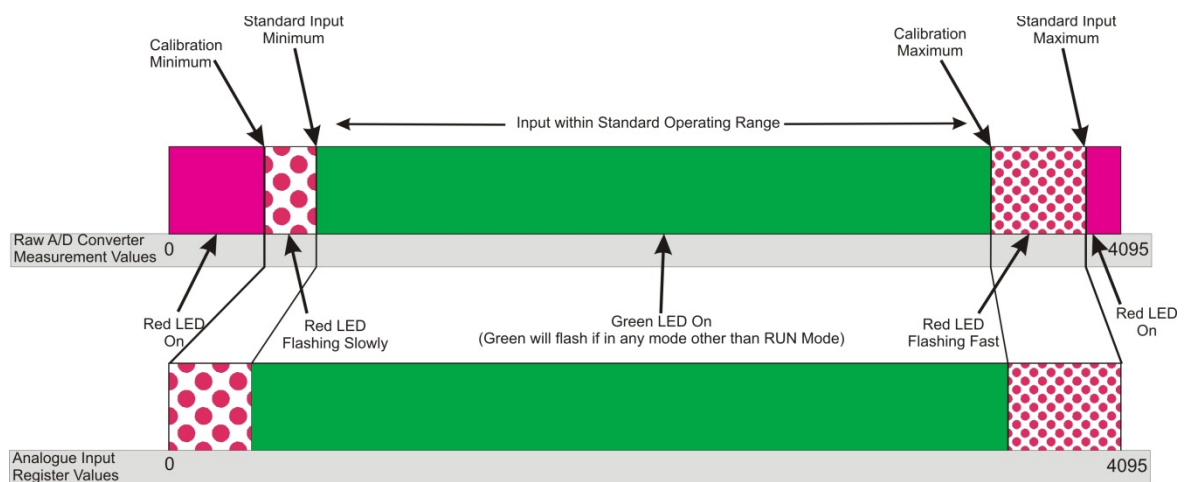 Standard Input
Minimum
Calibration
Minimum
Calibration
Maximum
Standard Input
Maximum
Input within Standard Operating Range
Raw A/D Converter
Measurement Values
0
4095
Red LED
On
Red LED
Flashing Slowly
Green LED On
(Green will flash if in any mode other than RUN Mode)
Red LED
Flashing Fast
Red LED
On
Analogue Input
Register Values
0
4095